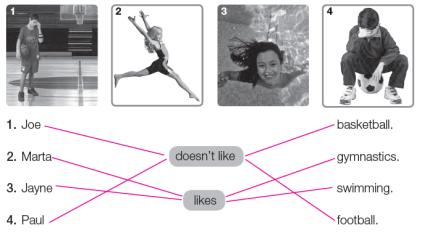 1 2 3 4
1. Joe basketball.
doesn't like
2. Marta gymnastics.
3. Jayne swimming.
likes
4. Paul football.